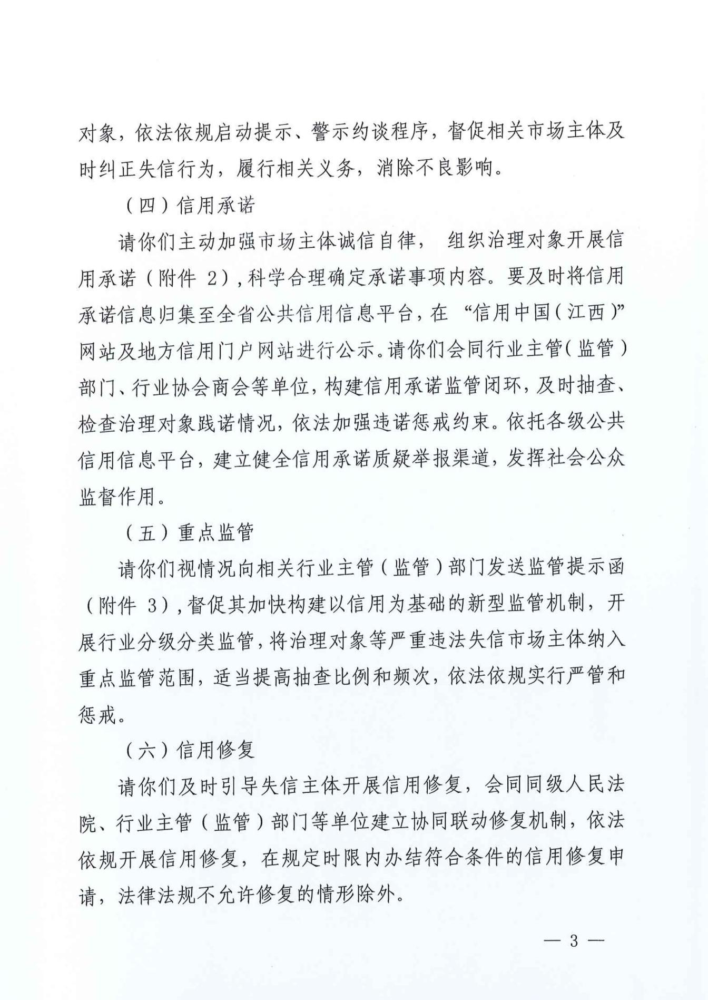 对象，依法依规启动提示、警示约谈程序，督促相关市场主体及
时纠正失信行为，履行相关义务，消除不良影响。
（四）信用承诺
请你们主动加强市场主体诚信自律， 组织治理对象开展信
用承诺（附件 2）,科学合理确定承诺事项内容。要及时将信用
承诺信息归集至全省公共信用信息平台，在 “信用中国（江西）”
网站及地方信用门户网站进行公示。请你们会同行业主管（监管）
部门、行业协会商会等单位，构建信用承诺监管闭环，及时抽查、
检查治理对象践诺情况，依法加强违诺惩戒约束。依托各级公共
信用信息平台，建立健全信用承诺质疑举报渠道，发挥社会公众
监督作用。
（五）重点监管
请你们视情况向相关行业主管（监管）部门发送监管提示函
（附件 3）,督促其加快构建以信用为基础的新型监管机制，开
展行业分级分类监管，将治理对象等严重违法失信市场主体纳入
重点监管范围，适当提高抽查比例和频次，依法依规实行严管和
惩戒。
（六）信用修复
请你们及时引导失信主体开展信用修复，会同同级人民法
院、行业主管（监管）部门等单位建立协同联动修复机制，依法
依规开展信用修复，在规定时限内办结符合条件的信用修复申
请，法律法规不允许修复的情形除外。
— 3 —